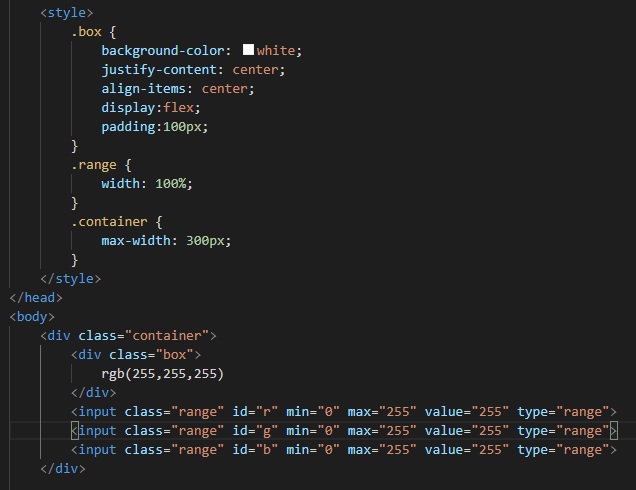 <style>
.box {
background-color: white;
justify-content: center;
align-items: center;
display:flex;
padding:100px;
}
.range {
width: 100%;
}
.container {
max-width: 300px;
}
</style>
</head>
<body>
<div class="container">
<div class="box">
rgb(255,255,255)
</div>
<input class="range" id="r" min="0" max="255" value="255" type="range">
<input class="range" id="g" min="0" max="255" value="255" type="range">
<input class="range" id="b" min="0" max="255" value="255" type="range">
</div>